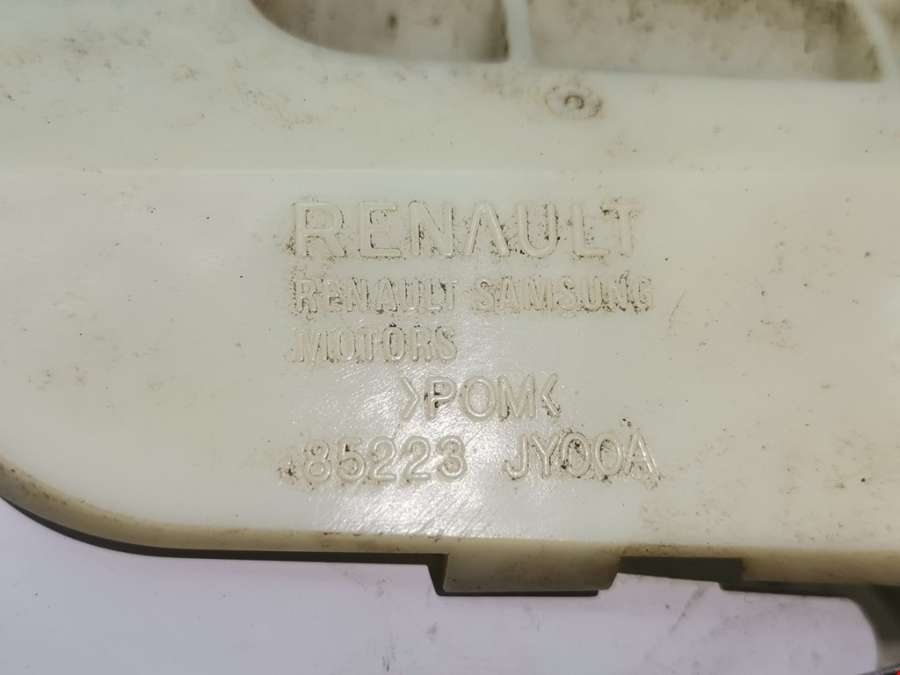 RENAULT
RENAULT SAMSUNG
MOTORS
>POM<
85223 JY00A